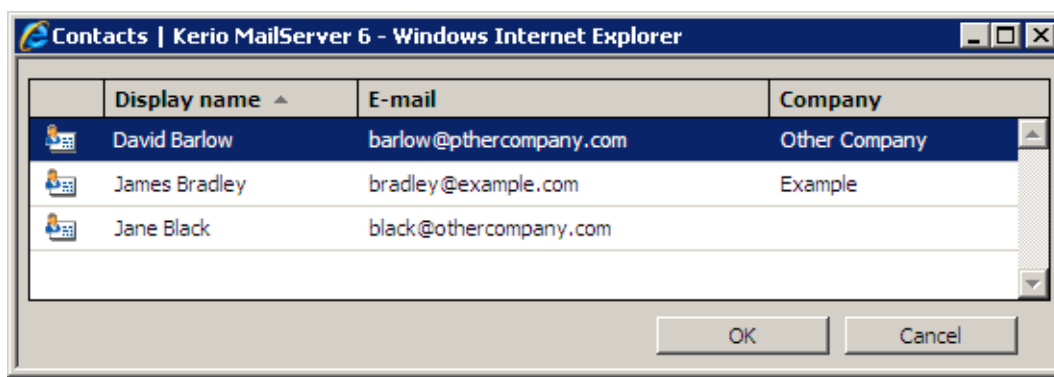 Contacts | Kerio MailServer 6 - Windows Internet Explorer
Display name E-mail Company
David Barlow barlow@pthercompany.com Other Company
James Bradley bradley@example.com Example
Jane Black black@othercompany.com
OK Cancel